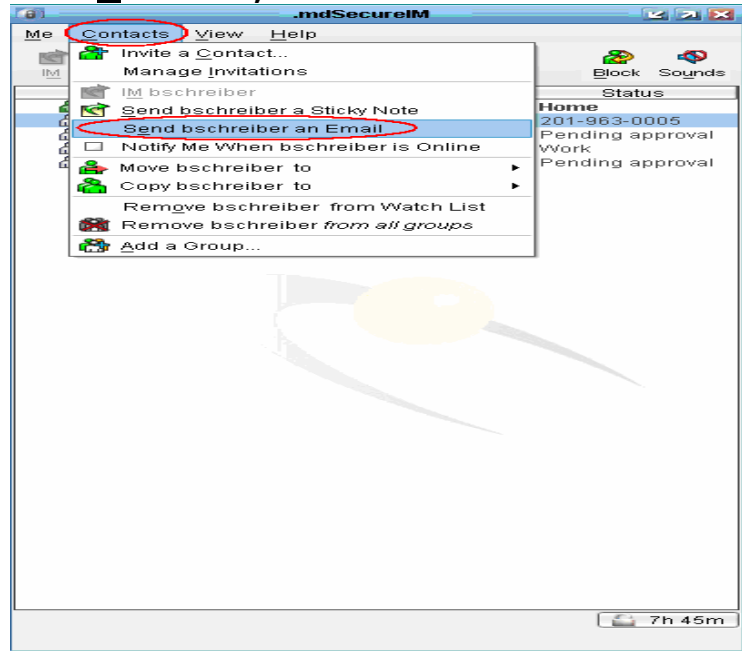 .mdSecureIM
Me Contacts View Help
Invite a Contact...
IM
Manage Invitations
Block Sounds
IM bschreiber
Status
Send bschreiber a Sticky Note
Home
Send bschreiber an Email
201-963-0005
Pending approval
Notify Me When bschreiber is Online
Work
Move bschreiber to
Pending approval
Copy bschreiber to
Remove bschreiber from Watch List
Remove bschreiber from all groups
Add a Group...
7h 45m